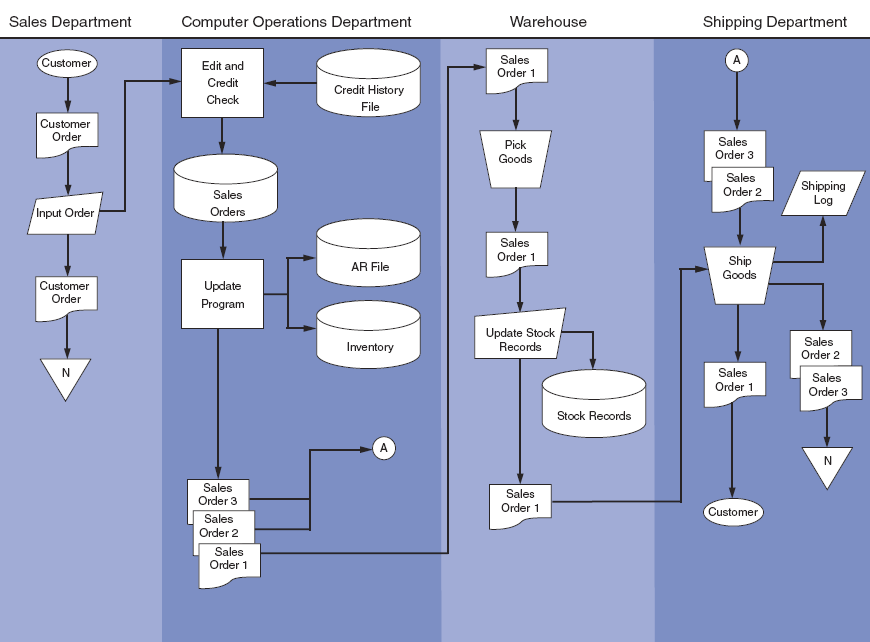 Sales Department
Computer Operations Department
Warehouse
Shipping Department
Customer
Customer
Order
Input Order
Customer
Order
N
Edit and
Credit
Check
Credit History
File
Sales
Orders
Update
Program
AR File
Inventory
A
Sales
Order 3
Sales
Order 2
Sales
Order 1
Sales
Order 1
Pick
Goods
Sales
Order 1
Update Stock
Records
Stock Records
Sales
Order 1
A
Sales
Order 3
Sales
Order 2
Shipping
Log
Ship
Goods
Sales
Order 1
Customer
Sales
Order 2
Sales
Order 3
N